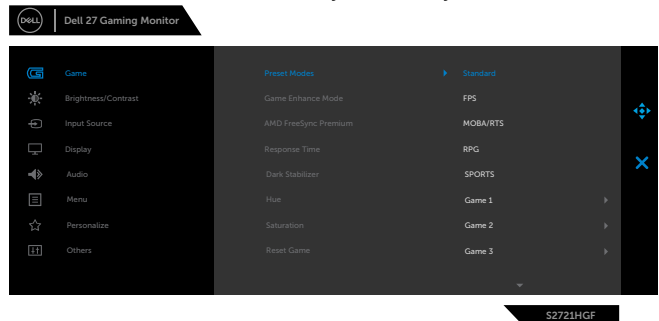 DELL
Dell 27 Gaming Monitor
Game
Preset Modes
Standard
Brightness/Contrast
Game Enhance Mode
FPS
Input Source
AMD FreeSync Premium
MOBA/RTS
Display
Response Time
RPG
Audio
Dark Stabilizer
SPORTS
Menu
Hue
Game 1
Personalize
Saturation
Game 2
Others
Reset Game
Game 3
S2721HGF